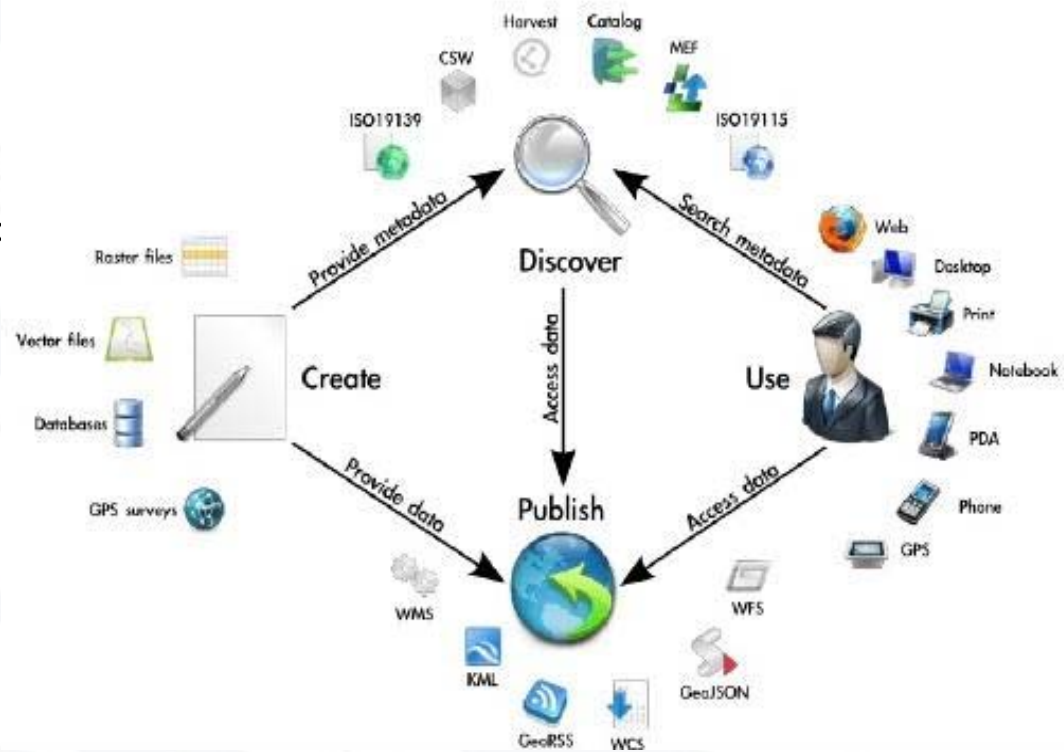 Harvest
Catalog
CSW
MEF
ISO19139
ISO19115
Provide metadata
Search metadata
Web
Raster files
Discover
Desktop
Print
Vector files
Create
Access data
Use
Notebook
Databases
PDA
Provide data
Access data
GPS surveys
Publish
Phone
GPS
WMS
WFS
KML
GeoJSON
GeoRSS
WCS